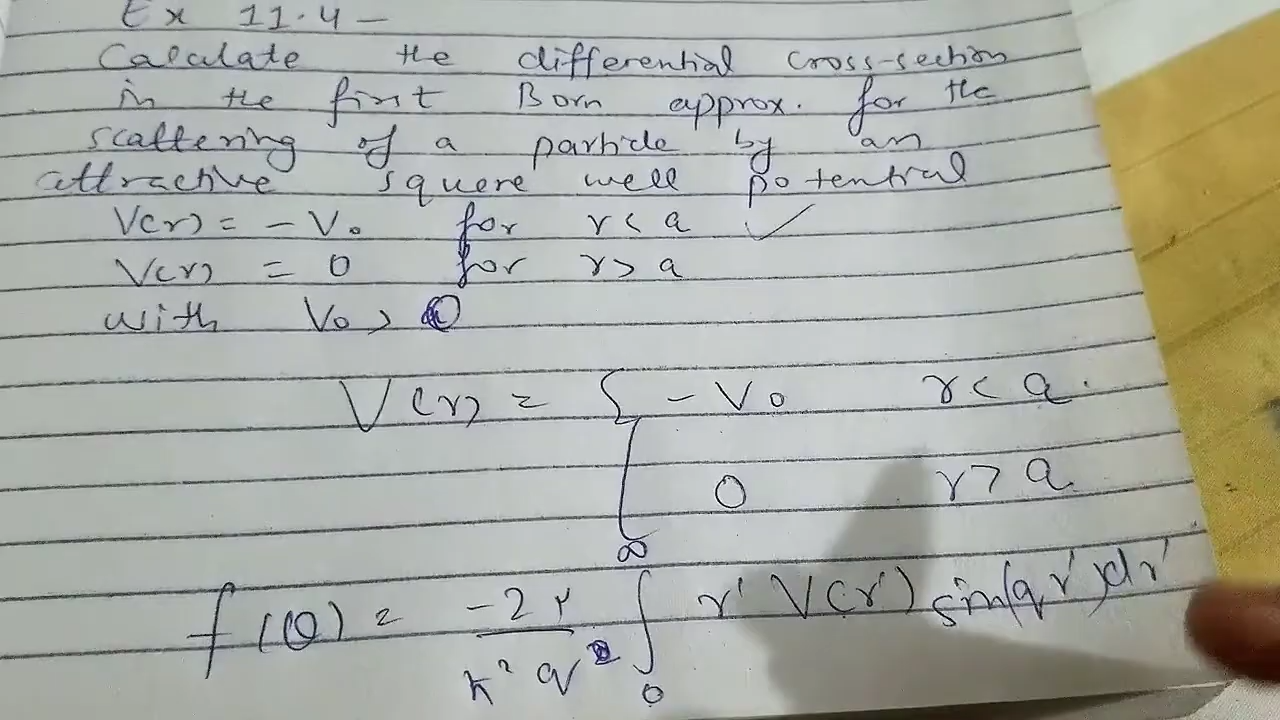 Ex 11.4 -
Calculate the differential cross-section
in the first Born approx. for the
scattering of a particle by an
attractive squere well potential
V(r) = - V₀ for r < a ✓
V(r) = 0 for r > a
with V₀ > 0
V(r) = { - V₀ r < a .
0 r > a
f(θ) = -2μ/ħ²q ∫₀^∞ r' V(r') sin(qr')dr'